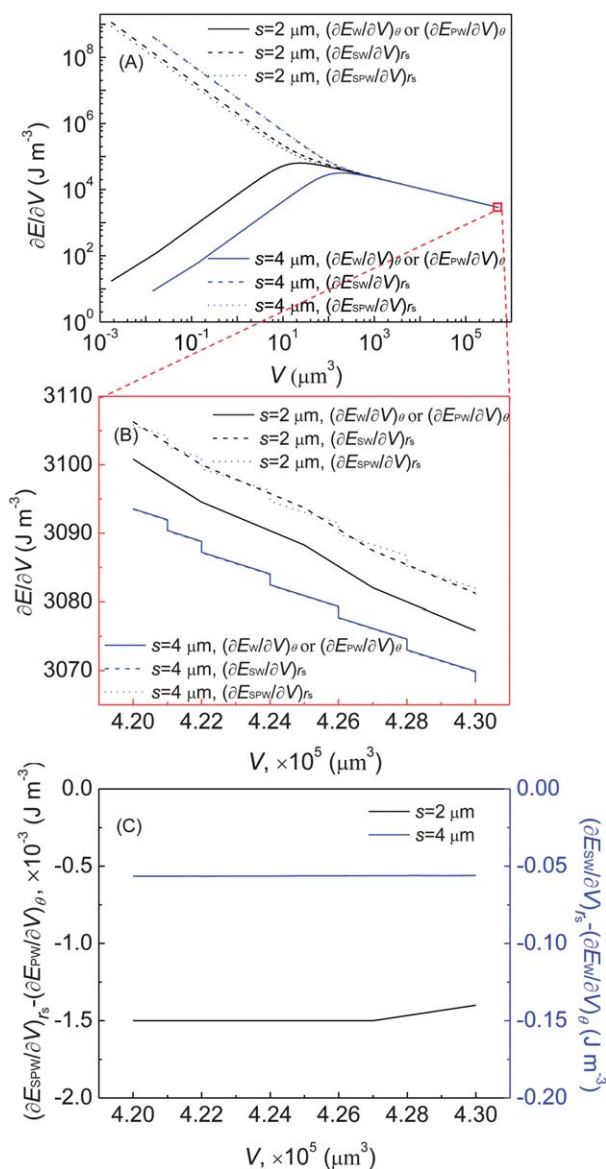 (A)
s=2 μm, (∂EW/∂V)θ or (∂EPW/∂V)θ
s=2 μm, (∂ESW/∂V)rs
s=2 μm, (∂ESPW/∂V)rs
10^8
10^6
10^4
10^2
10^0
∂E/∂V (J m^-3)
s=4 μm, (∂EW/∂V)θ or (∂EPW/∂V)θ
s=4 μm, (∂ESW/∂V)rs
s=4 μm, (∂ESPW/∂V)rs
10^-3 10^-1 10^1 10^3 10^5
V (μm^3)
(B)
s=2 μm, (∂EW/∂V)θ or (∂EPW/∂V)θ
s=2 μm, (∂ESW/∂V)rs
s=2 μm, (∂ESPW/∂V)rs
3110
3100
3090
3080
3070
∂E/∂V (J m^-3)
s=4 μm, (∂EW/∂V)θ or (∂EPW/∂V)θ
s=4 μm, (∂ESW/∂V)rs
s=4 μm, (∂ESPW/∂V)rs
4.20 4.22 4.24 4.26 4.28 4.30
V, ×10^5 (μm^3)
(C)
s=2 μm
s=4 μm
0.0
-0.5
-1.0
-1.5
-2.0
(∂ESPW/∂V)rs-(∂EPW/∂V)θ, ×10^-3 (J m^-3)
0.00
-0.05
-0.10
-0.15
-0.20
(∂ESW/∂V)rs-(∂EW/∂V)θ (J m^-3)
4.20 4.22 4.24 4.26 4.28 4.30
V, ×10^5 (μm^3)